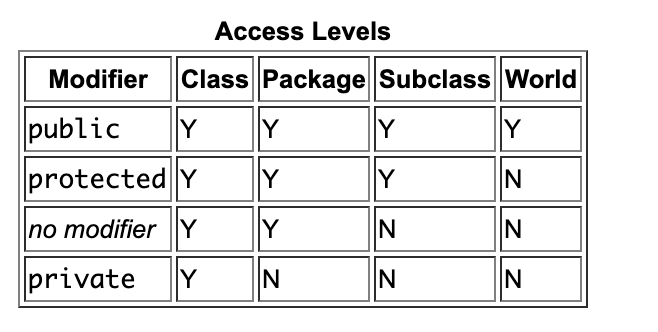 Access Levels
Modifier Class Package Subclass World
public Y Y Y Y
protected Y Y Y N
no modifier Y Y N N
private Y N N N